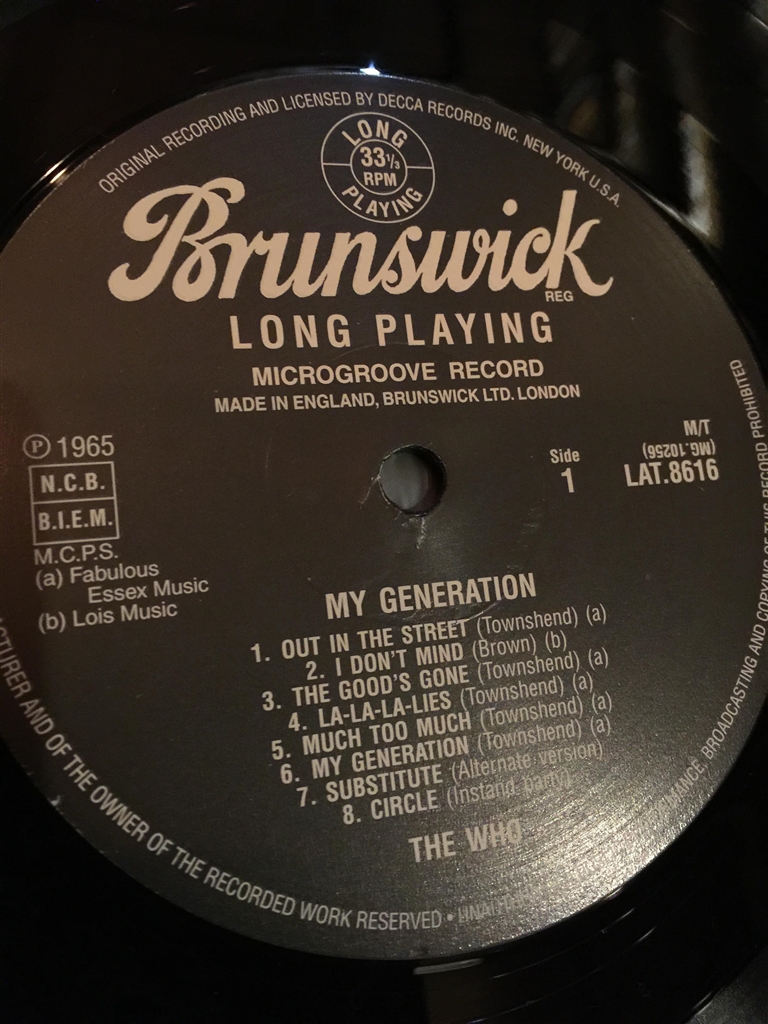 ORIGINAL RECORDING AND LICENSED BY DECCA RECORDS INC. NEW YORK U.S.A.
LONG
33 1/3
RPM
PLAYING
Brunswick
REG
LONG PLAYING
MICROGROOVE RECORD
MADE IN ENGLAND, BRUNSWICK LTD. LONDON
Ⓟ 1965
N.C.B.
B.I.E.M.
M.C.P.S.
(a) Fabulous
Essex Music
(b) Lois Music
Side
1
M/T
(MG.10256)
LAT.8616
MY GENERATION
1. OUT IN THE STREET (Townshend) (a)
2. I DON'T MIND (Brown) (b)
3. THE GOOD'S GONE (Townshend) (a)
4. LA-LA-LA-LIES (Townshend) (a)
5. MUCH TOO MUCH (Townshend) (a)
6. MY GENERATION (Townshend) (a)
7. SUBSTITUTE (Alternate version)
8. CIRCLE (Instand party)
THE WHO
AND OF THE OWNER OF THE RECORDED WORK RESERVED •
BROADCASTING AND COPYING OF THIS RECORD PROHIBITED